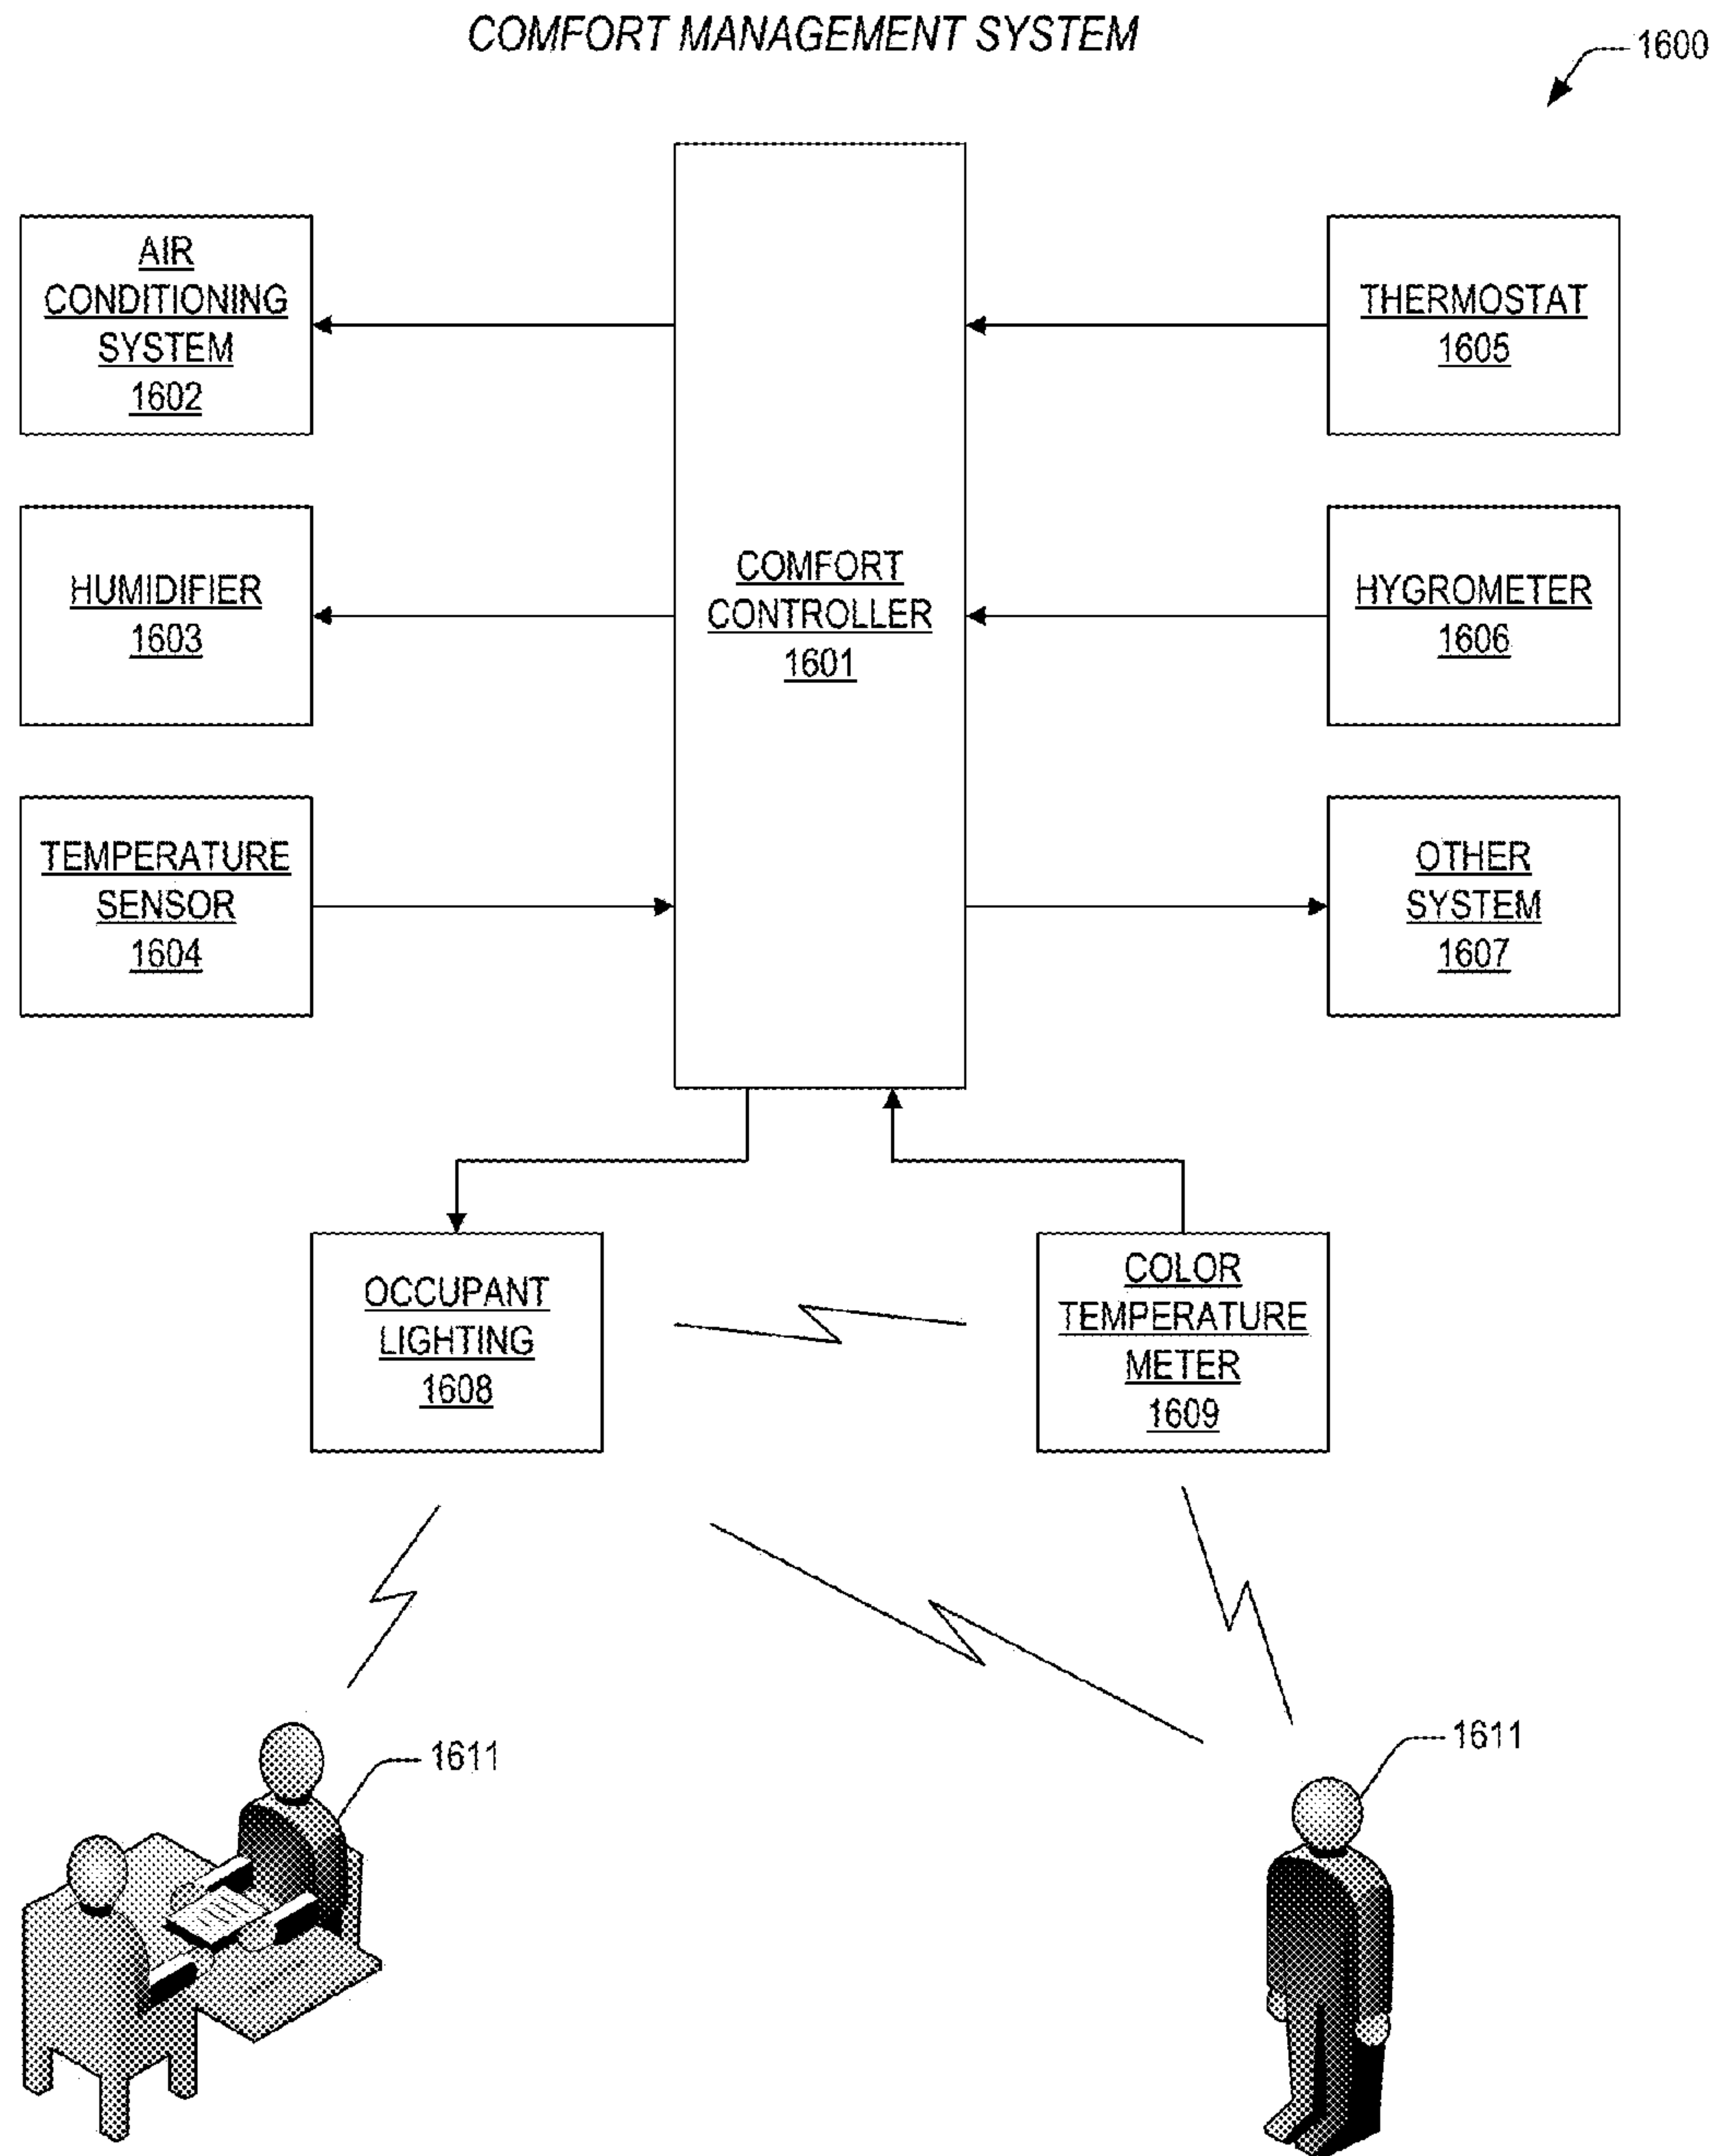 COMFORT MANAGEMENT SYSTEM
1600
AIR
CONDITIONING
SYSTEM
1602
THERMOSTAT
1605
HUMIDIFIER
1603
COMFORT
CONTROLLER
1601
HYGROMETER
1606
TEMPERATURE
SENSOR
1604
OTHER
SYSTEM
1607
OCCUPANT
LIGHTING
1608
COLOR
TEMPERATURE
METER
1609
1611
1611